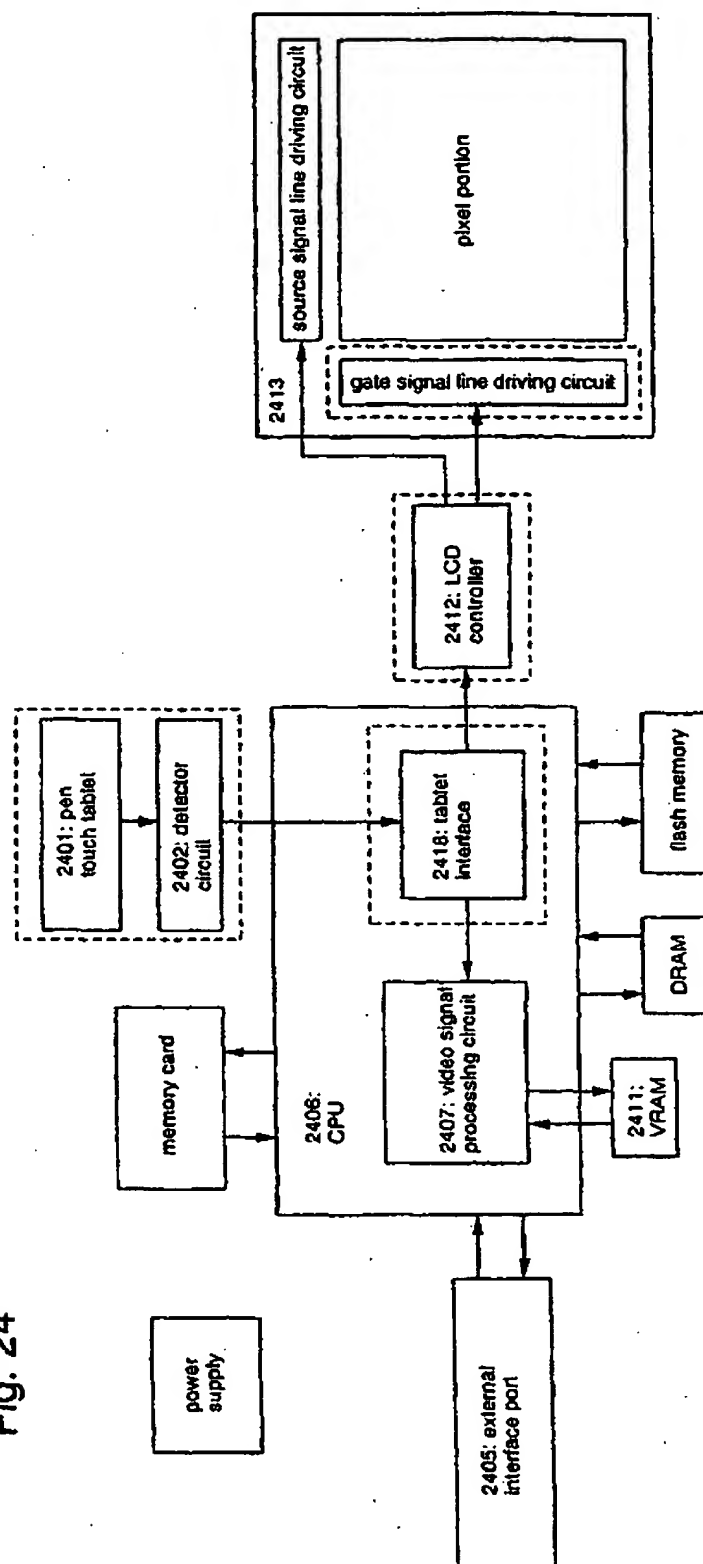 Fig. 24
power
supply
2405: external
interface port
memory card
2406:
CPU
2407: video signal
processing circuit
2411:
VRAM
2401: pen
touch tablet
2402: detector
circuit
2418: tablet
interface
DRAM
flash memory
2412: LCD
controller
2413
source signal line driving circuit
gate signal line driving circuit
pixel portion